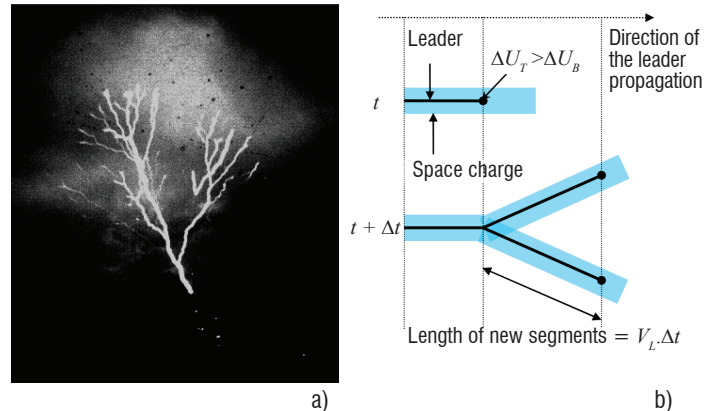 Leader
ΔU_T >ΔU_B
Direction of
the leader
propagation
t
Space charge
t + Δt
Length of new segments = V_L.Δt
a)
b)